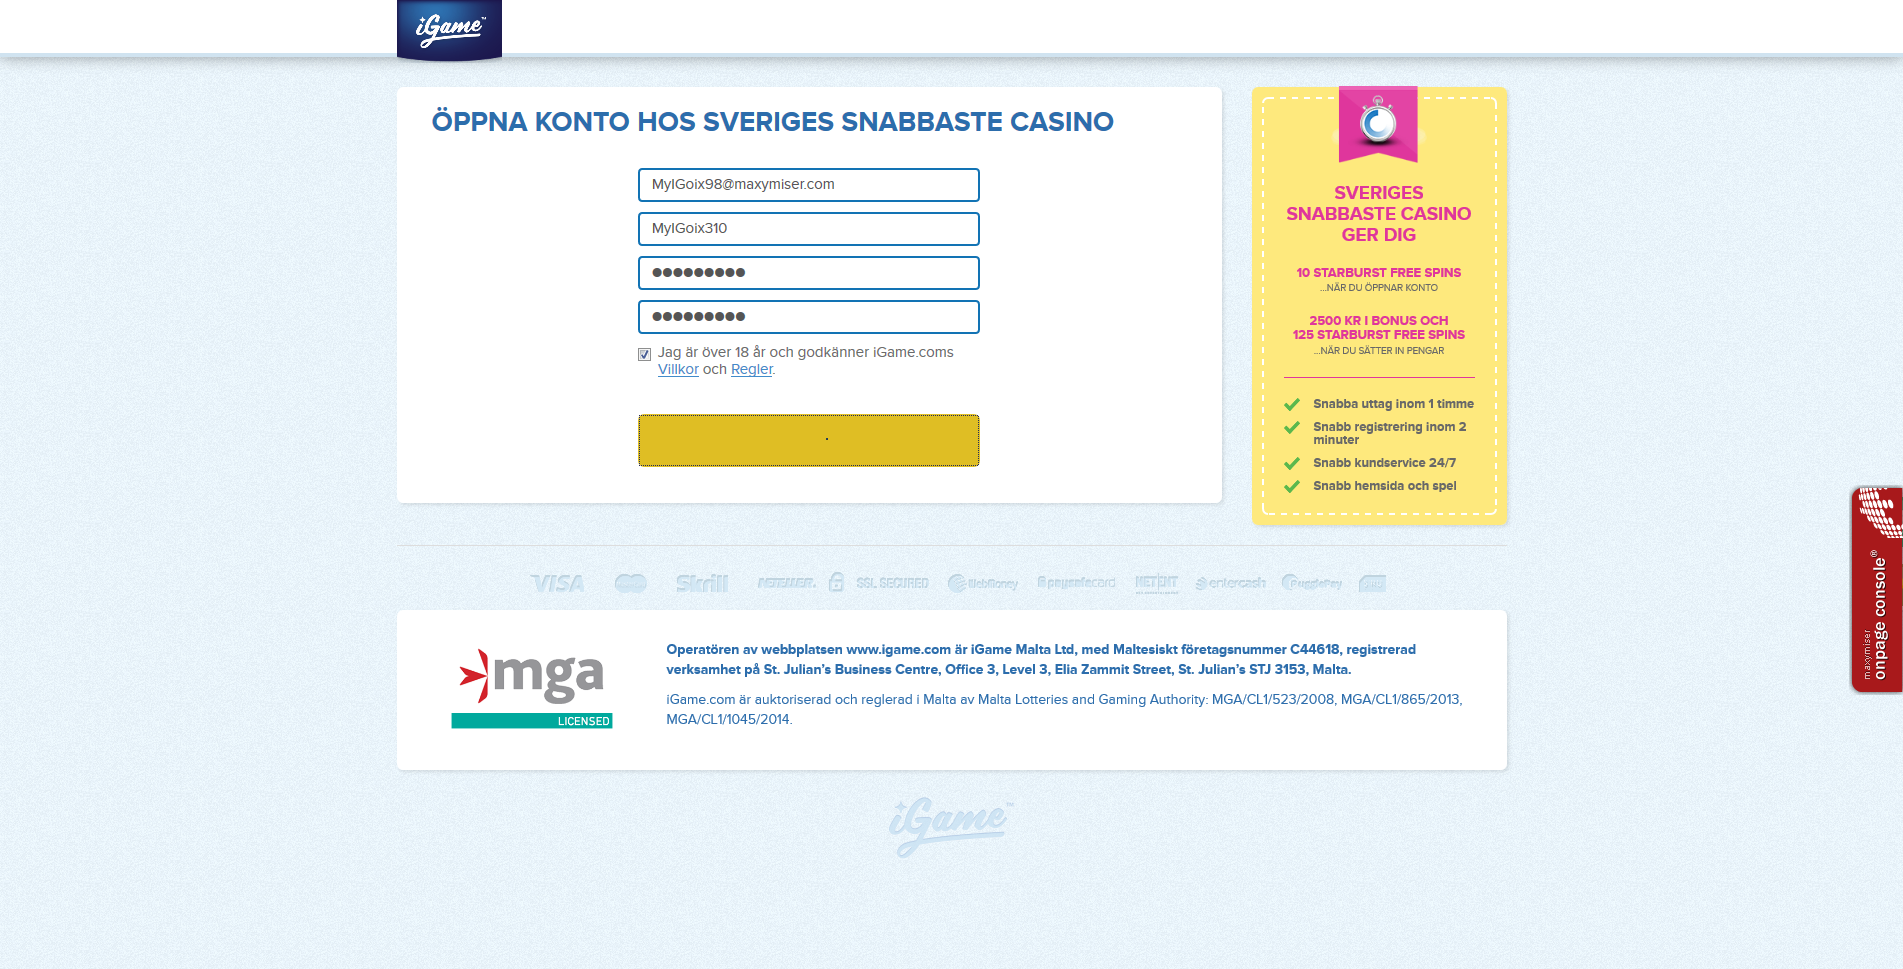 iGame™
ÖPPNA KONTO HOS SVERIGES SNABBASTE CASINO
MyIGoix98@maxymiser.com
MyIGoix310
●●●●●●●●●
●●●●●●●●●
Jag är över 18 år och godkänner iGame.coms
Villkor och Regler.
.
SVERIGES
SNABBASTE CASINO
GER DIG
10 STARBURST FREE SPINS
...NÄR DU ÖPPNAR KONTO
2500 KR I BONUS OCH
125 STARBURST FREE SPINS
...NÄR DU SÄTTER IN PENGAR
Snabba uttag inom 1 timme
Snabb registrering inom 2
minuter
Snabb kundservice 24/7
Snabb hemsida och spel
maxymiser
onpage console®
VISA Skrill NETELLER. SSL SECURED WebMoney paysafecard NETENT entercash PugglePay
mga
LICENSED
Operatören av webbplatsen www.igame.com är iGame Malta Ltd, med Maltesiskt företagsnummer C44618, registrerad
verksamhet på St. Julian’s Business Centre, Office 3, Level 3, Elia Zammit Street, St. Julian’s STJ 3153, Malta.
iGame.com är auktoriserad och reglerad i Malta av Malta Lotteries and Gaming Authority: MGA/CL1/523/2008, MGA/CL1/865/2013,
MGA/CL1/1045/2014.
iGame™